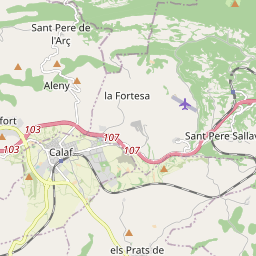 Sant Pere de
l'Arç
Aleny
la Fortesa
fort
103
107
103
107
Calaf
Sant Pere Sallav
els Prats de